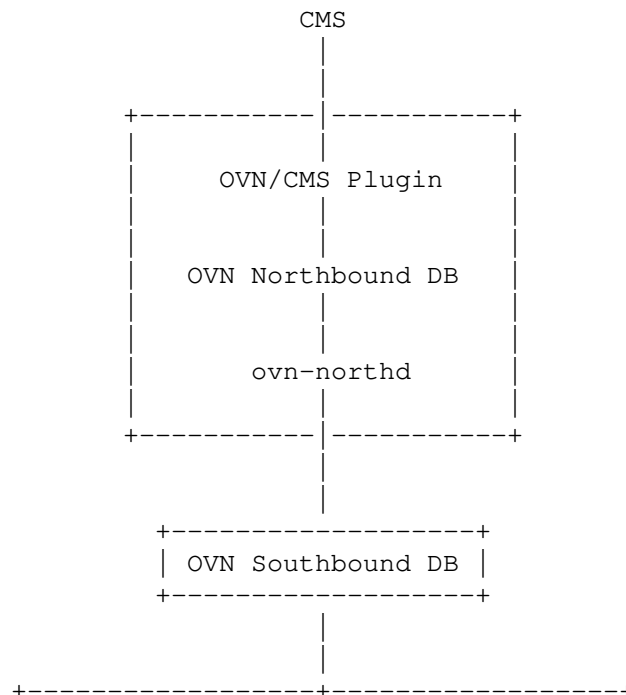 CMS
OVN/CMS Plugin
OVN Northbound DB
ovn-northd
OVN Southbound DB